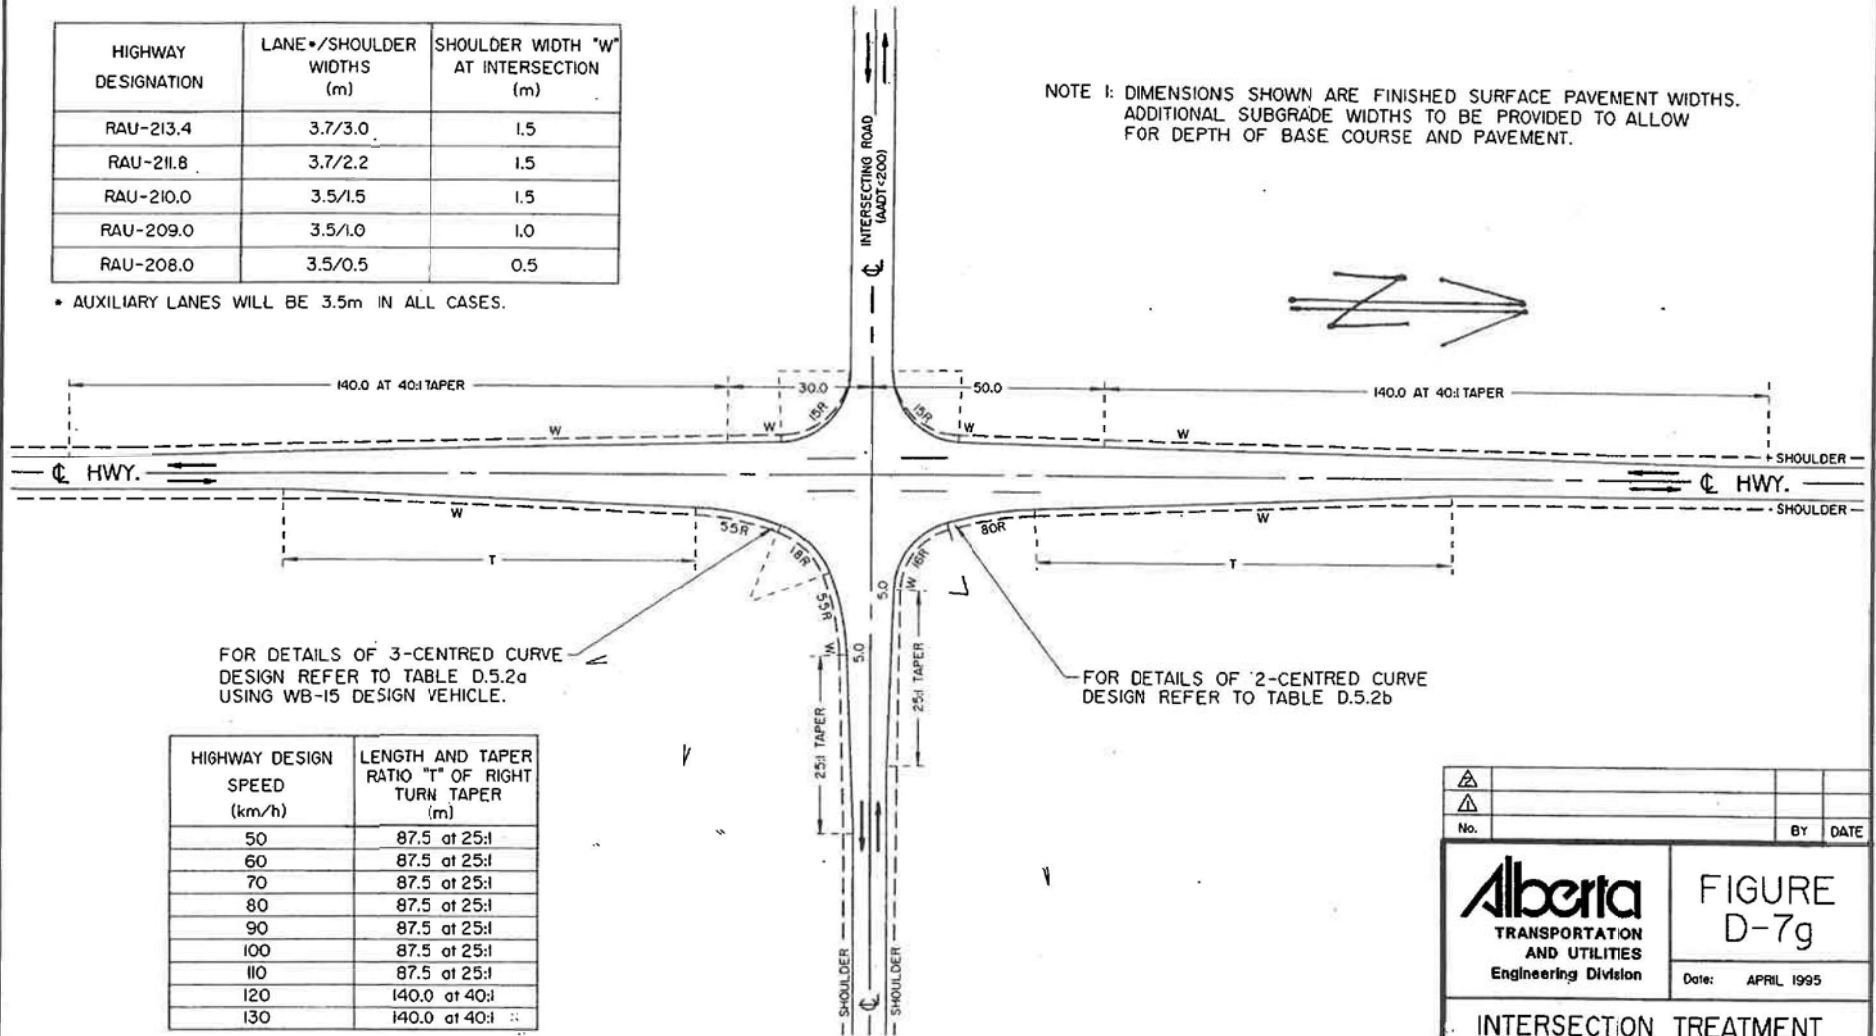 HIGHWAY DESIGNATION | LANE*/SHOULDER WIDTHS (m) | SHOULDER WIDTH "W" AT INTERSECTION (m)
RAU-213.4 | 3.7/3.0 | 1.5
RAU-211.8 | 3.7/2.2 | 1.5
RAU-210.0 | 3.5/1.5 | 1.5
RAU-209.0 | 3.5/1.0 | 1.0
RAU-208.0 | 3.5/0.5 | 0.5
* AUXILIARY LANES WILL BE 3.5m IN ALL CASES.
INTERSECTING ROAD
(AADT<200)
℄
NOTE 1: DIMENSIONS SHOWN ARE FINISHED SURFACE PAVEMENT WIDTHS.
ADDITIONAL SUBGRADE WIDTHS TO BE PROVIDED TO ALLOW
FOR DEPTH OF BASE COURSE AND PAVEMENT.
Z
140.0 AT 40:1 TAPER
30.0
50.0
140.0 AT 40:1 TAPER
15R
15R
W
W
W
W
SHOULDER
℄ HWY.
℄ HWY.
SHOULDER
W
55R
80R
W
T
18R
16R
T
55R
W
5.0
W
5.0
25:1 TAPER
25:1 TAPER
FOR DETAILS OF 3-CENTRED CURVE
DESIGN REFER TO TABLE D.5.2a
USING WB-15 DESIGN VEHICLE.
FOR DETAILS OF 2-CENTRED CURVE
DESIGN REFER TO TABLE D.5.2b
HIGHWAY DESIGN SPEED (km/h) | LENGTH AND TAPER RATIO "T" OF RIGHT TURN TAPER (m)
50 | 87.5 at 25:1
60 | 87.5 at 25:1
70 | 87.5 at 25:1
80 | 87.5 at 25:1
90 | 87.5 at 25:1
100 | 87.5 at 25:1
110 | 87.5 at 25:1
120 | 140.0 at 40:1
130 | 140.0 at 40:1
SHOULDER
℄
SHOULDER
2
1
No. BY DATE
Alberta
TRANSPORTATION
AND UTILITIES
Engineering Division
FIGURE
D-7g
Date: APRIL 1995
INTERSECTION TREATMENT